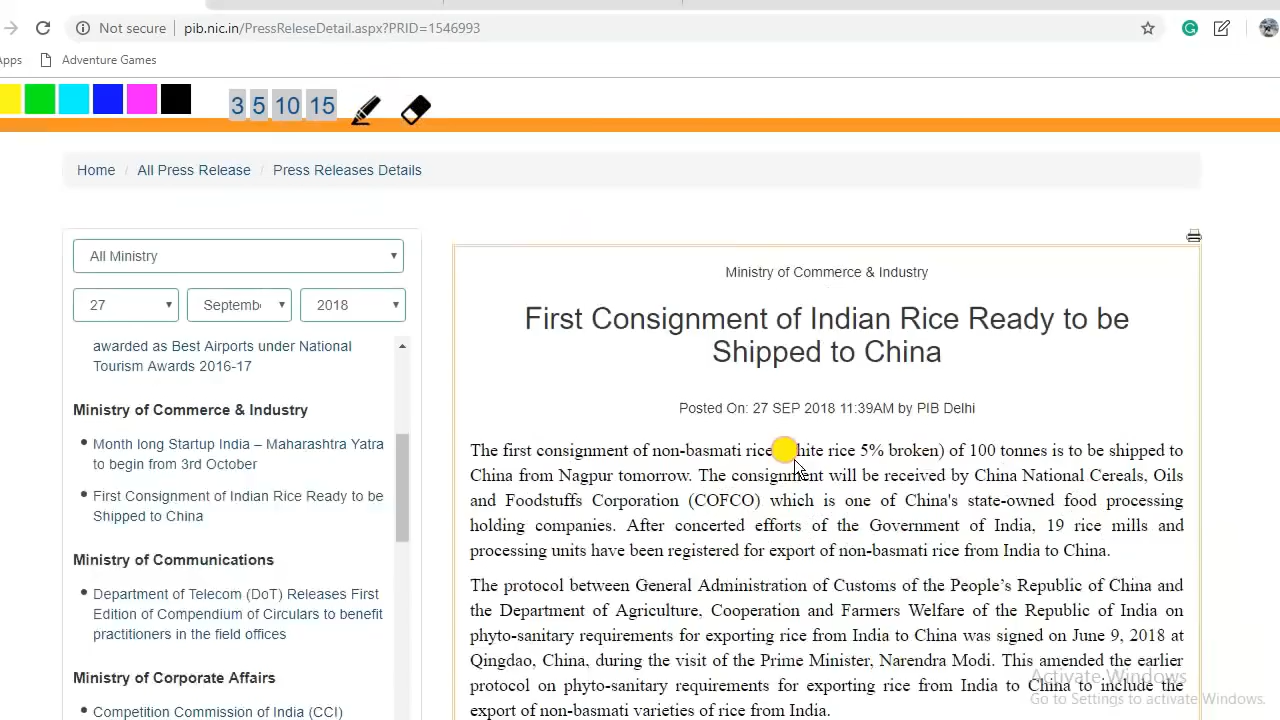 Not secure pib.nic.in/PressReleseDetail.aspx?PRID=1546993
Apps Adventure Games
3 5 10 15
Home / All Press Release / Press Releases Details
All Ministry
27 Septemb 2018
awarded as Best Airports under National
Tourism Awards 2016-17
Ministry of Commerce & Industry
Month long Startup India – Maharashtra Yatra
to begin from 3rd October
First Consignment of Indian Rice Ready to be
Shipped to China
Ministry of Communications
Department of Telecom (DoT) Releases First
Edition of Compendium of Circulars to benefit
practitioners in the field offices
Ministry of Corporate Affairs
Competition Commission of India (CCI)
Ministry of Commerce & Industry
First Consignment of Indian Rice Ready to be
Shipped to China
Posted On: 27 SEP 2018 11:39AM by PIB Delhi
The first consignment of non-basmati rice hite rice 5% broken) of 100 tonnes is to be shipped to
China from Nagpur tomorrow. The consignment will be received by China National Cereals, Oils
and Foodstuffs Corporation (COFCO) which is one of China's state-owned food processing
holding companies. After concerted efforts of the Government of India, 19 rice mills and
processing units have been registered for export of non-basmati rice from India to China.
The protocol between General Administration of Customs of the People’s Republic of China and
the Department of Agriculture, Cooperation and Farmers Welfare of the Republic of India on
phyto-sanitary requirements for exporting rice from India to China was signed on June 9, 2018 at
Qingdao, China, during the visit of the Prime Minister, Narendra Modi. This amended the earlier
protocol on phyto-sanitary requirements for exporting rice from India to China to include the
export of non-basmati varieties of rice from India.
Activate Windows
Go to Settings to activate Windows.